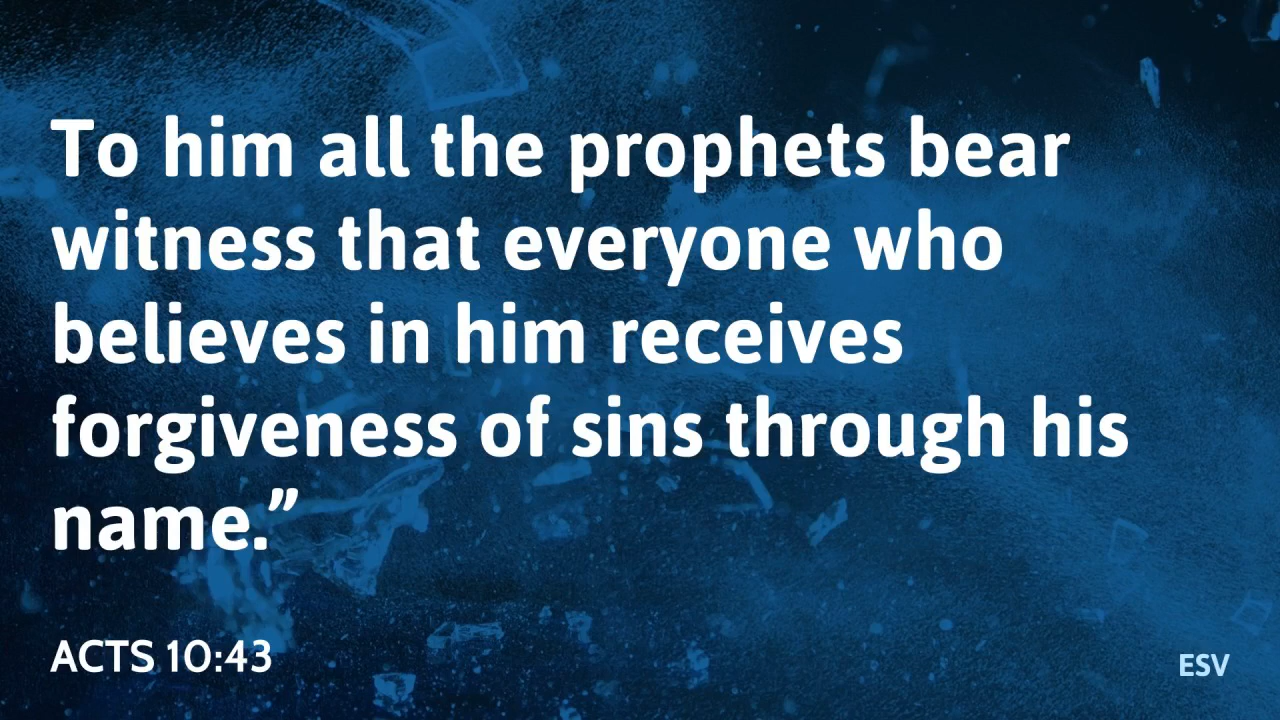 To him all the prophets bear
witness that everyone who
believes in him receives
forgiveness of sins through his
name.”
ACTS 10:43
ESV